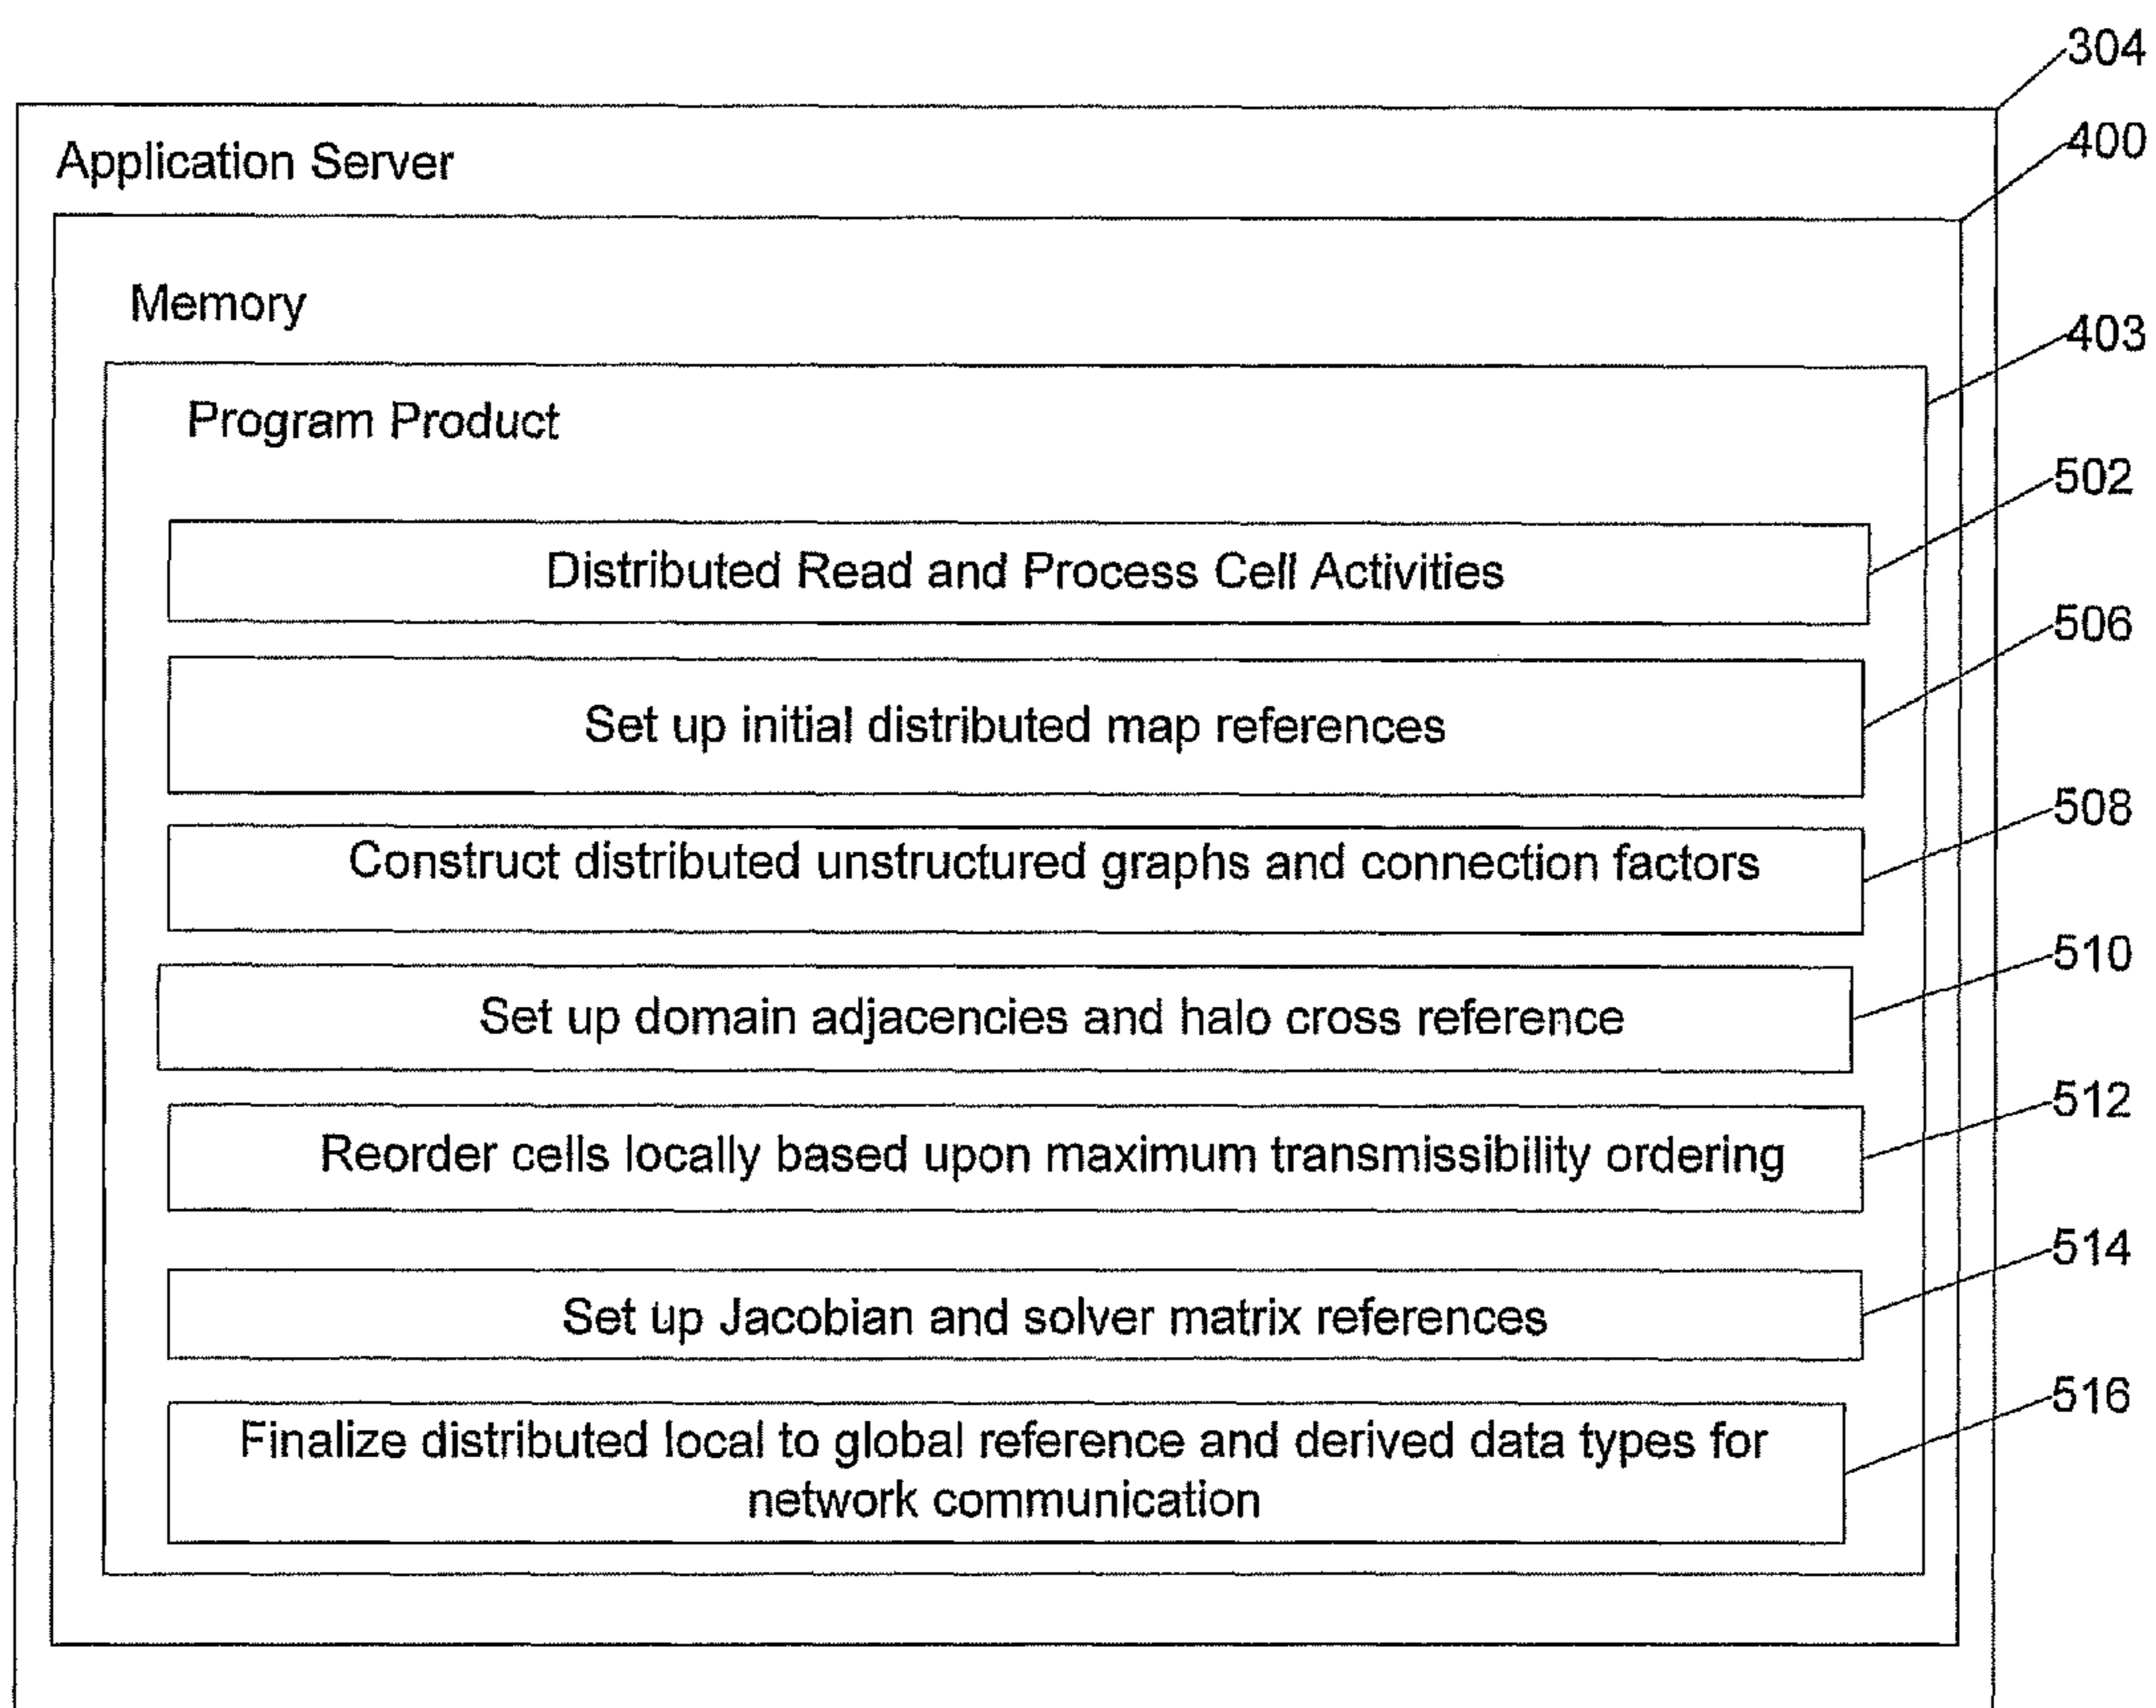 304
Application Server
400
Memory
403
Program Product
502
Distributed Read and Process Cell Activities
506
Set up initial distributed map references
508
Construct distributed unstructured graphs and connection factors
510
Set up domain adjacencies and halo cross reference
512
Reorder cells locally based upon maximum transmissibility ordering
514
Set up Jacobian and solver matrix references
516
Finalize distributed local to global reference and derived data types for
network communication